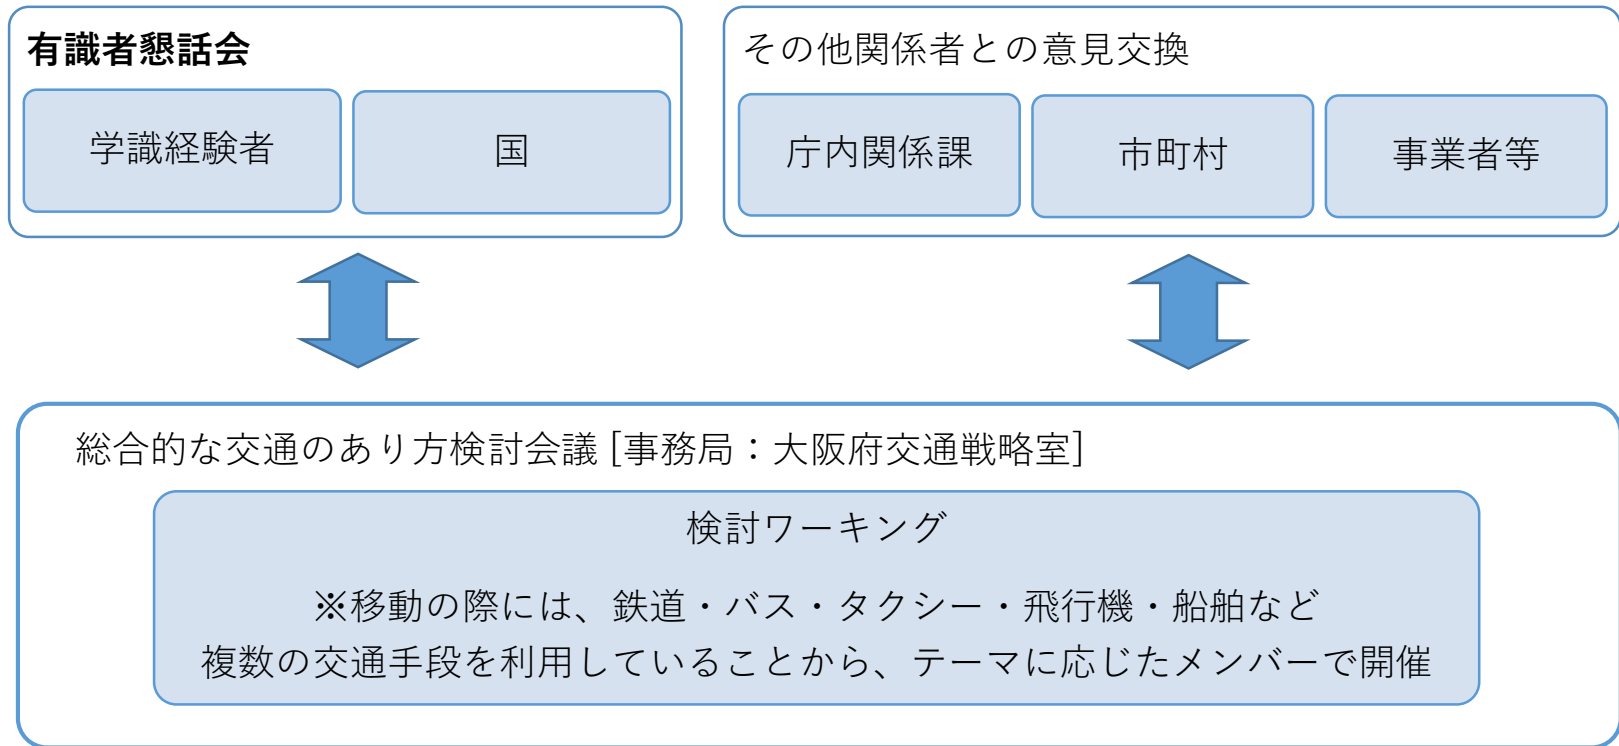 有識者懇話会
学識経験者
国
その他関係者との意見交換
庁内関係課
市町村
事業者等
総合的な交通のあり方検討会議 [事務局：大阪府交通戦略室]
検討ワーキング
※移動の際には、鉄道・バス・タクシー・飛行機・船舶など
複数の交通手段を利用していることから、テーマに応じたメンバーで開催